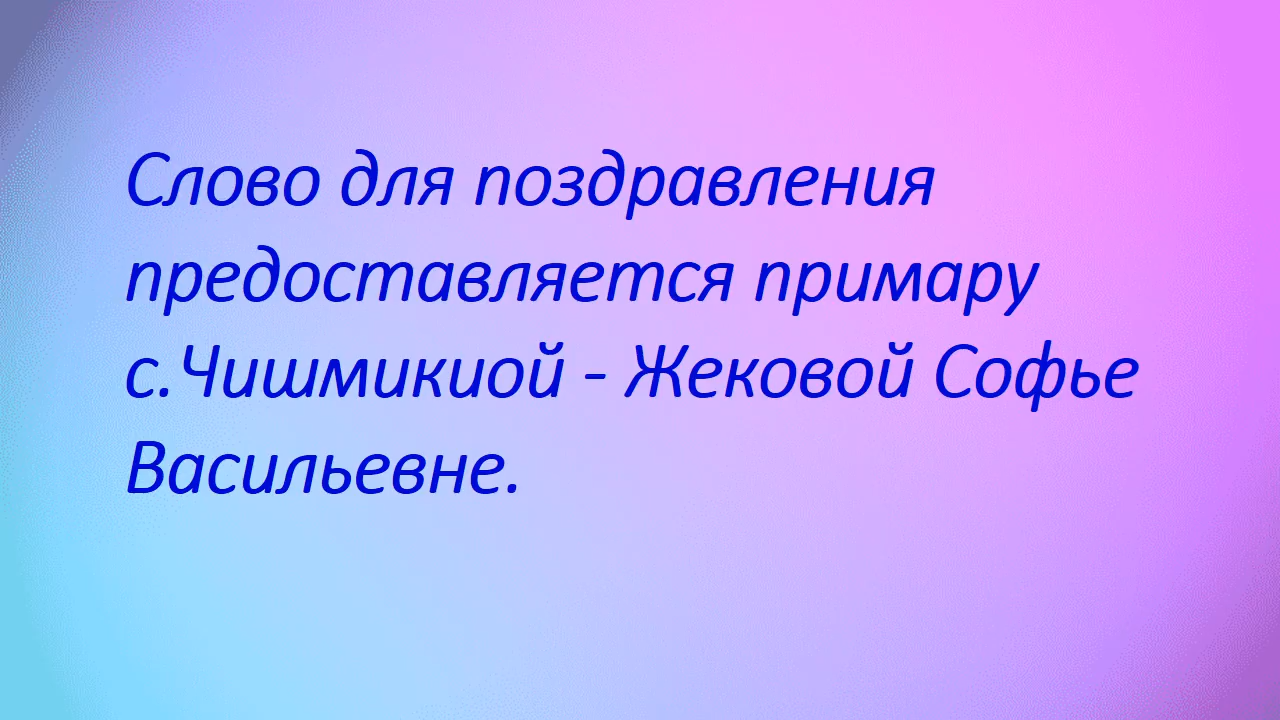 Слово для поздравления
предоставляется примару
с.Чишмикиой - Жековой Софье
Васильевне.